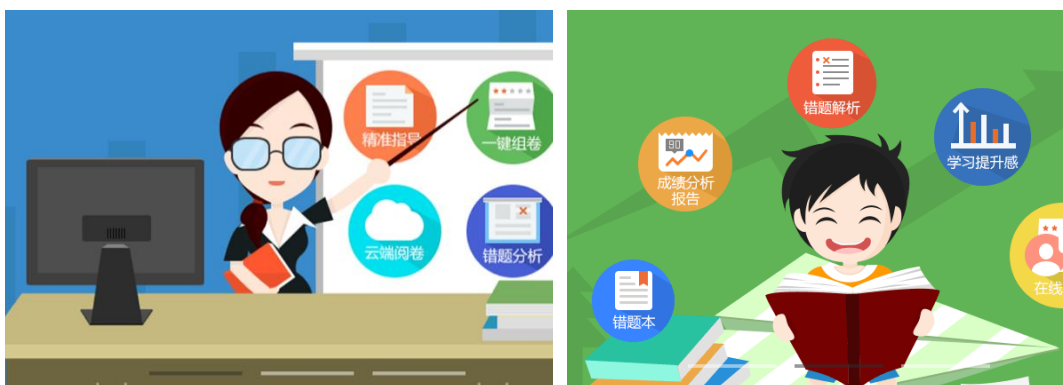 精准指导
一键组卷
云端阅卷
错题分析
错题解析
90
成绩分析
报告
学习提升感
错题本
在线